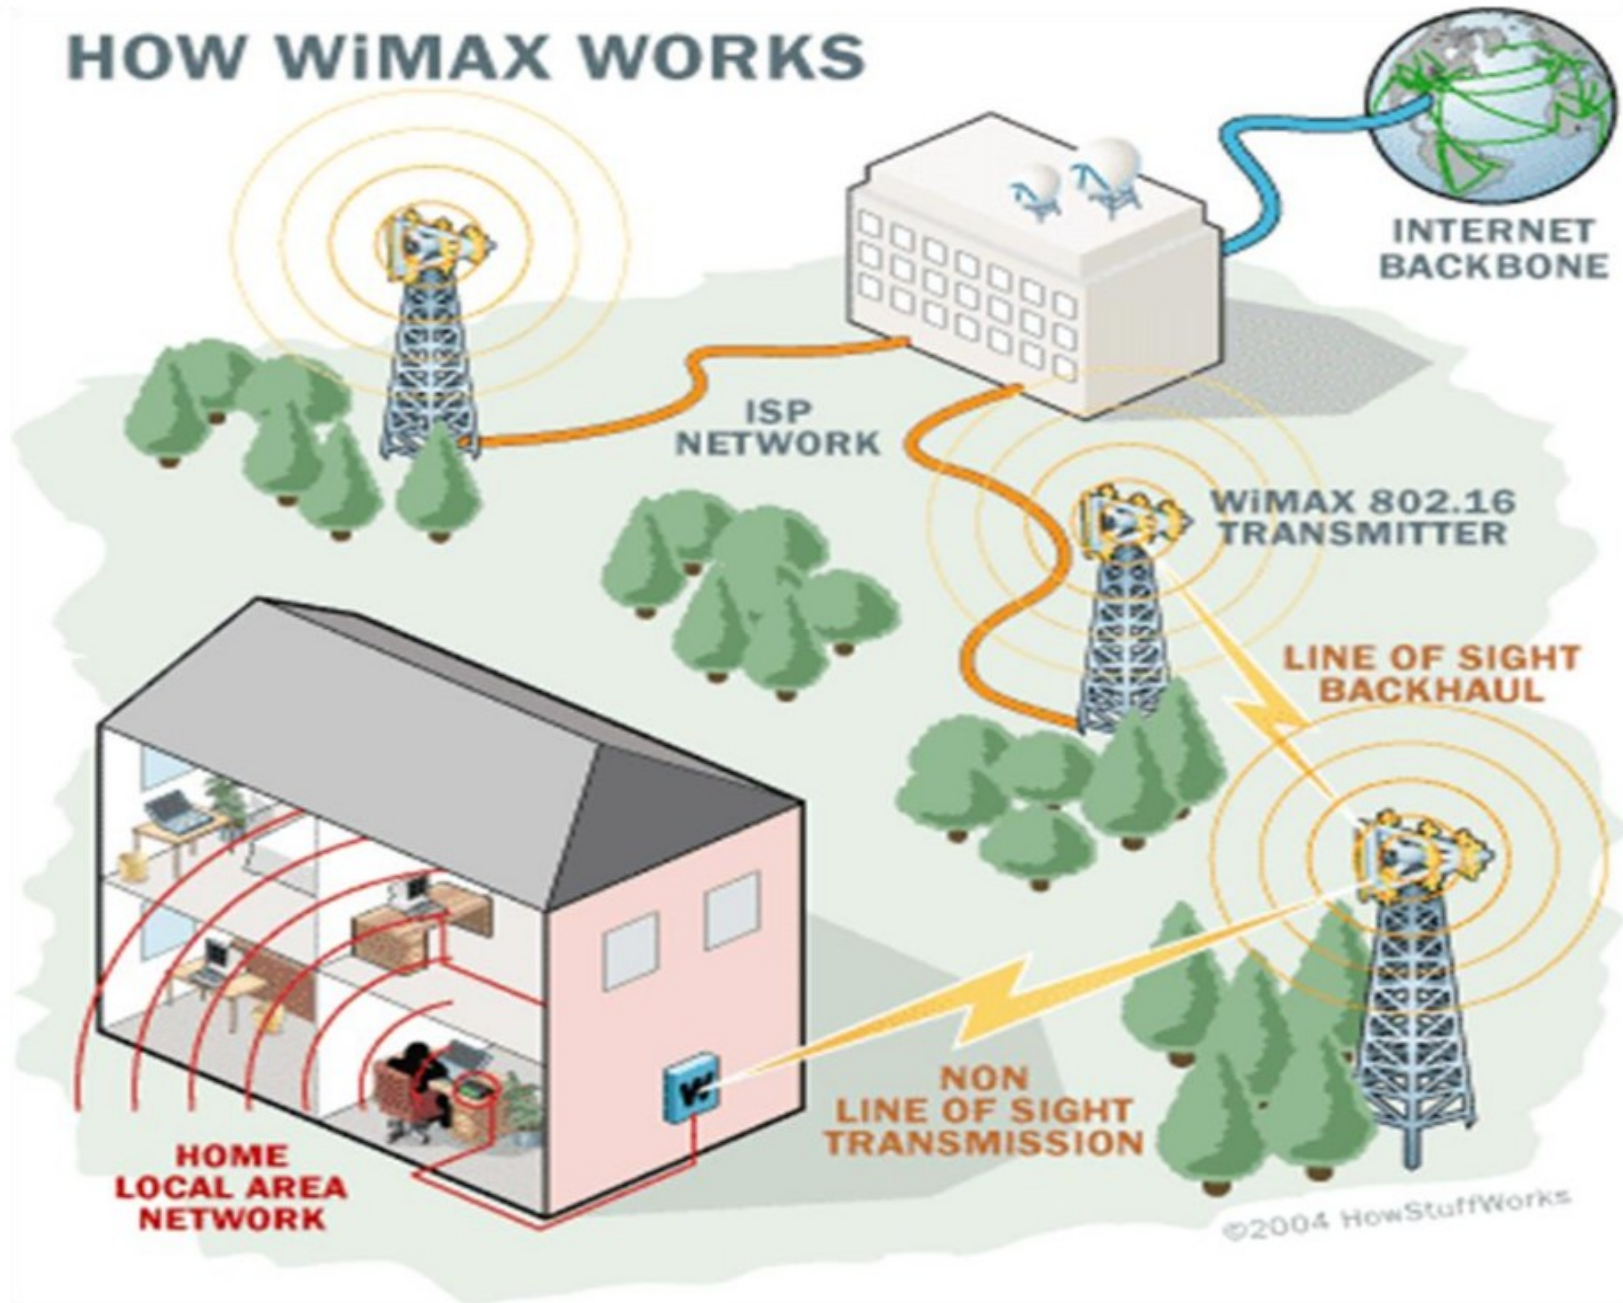 HOW WiMAX WORKS
INTERNET
BACKBONE
ISP
NETWORK
WiMAX 802.16
TRANSMITTER
LINE OF SIGHT
BACKHAUL
NON
LINE OF SIGHT
TRANSMISSION
HOME
LOCAL AREA
NETWORK
©2004 HowStuffWorks